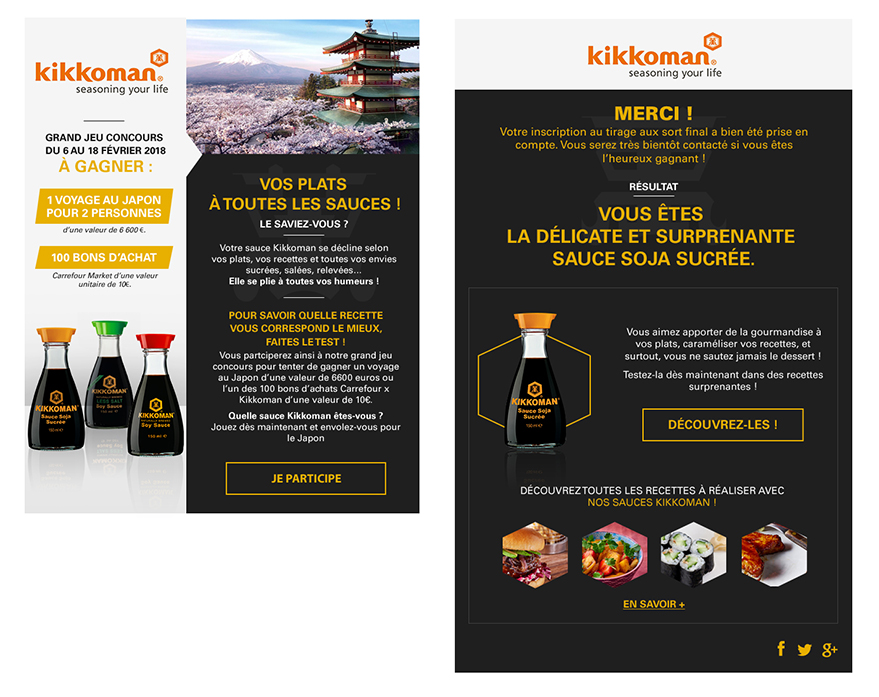 kikkoman®
seasoning your life
GRAND JEU CONCOURS
DU 6 AU 18 FÉVRIER 2018
À GAGNER :
1 VOYAGE AU JAPON
POUR 2 PERSONNES
d'une valeur de 6 600 €.
100 BONS D'ACHAT
Carrefour Market d'une valeur
unitaire de 10€.
KIKKOMAN
Sauce Soja
Sucrée
150 ml
KIKKOMAN
LESS SALT
Soy Sauce
150 ml
KIKKOMAN
NATURALLY BREWED
Soy Sauce
150 ml
VOS PLATS
À TOUTES LES SAUCES !
LE SAVIEZ-VOUS ?
Votre sauce Kikkoman se décline selon
vos plats, vos recettes et toutes vos envies
sucrées, salées, relevées...
Elle se plie à toutes vos humeurs !
POUR SAVOIR QUELLE RECETTE
VOUS CORRESPOND LE MIEUX,
FAITES LE TEST !
Vous partciperez ainsi à notre grand jeu
concours pour tenter de gagner un voyage
au Japon d'une valeur de 6600 euros ou
l'un des 100 bons d'achats Carrefour x
Kikkoman d'une valeur de 10€.
Quelle sauce Kikkoman êtes-vous ?
Jouez dès maintenant et envolez-vous pour
le Japon
JE PARTICIPE
kikkoman®
seasoning your life
MERCI !
Votre inscription au tirage aux sort final a bien été prise en
compte. Vous serez très bientôt contacté si vous êtes
l'heureux gagnant !
RÉSULTAT
VOUS ÊTES
LA DÉLICATE ET SURPRENANTE
SAUCE SOJA SUCRÉE.
KIKKOMAN
Sauce Soja
Sucrée
150 ml
Vous aimez apporter de la gourmandise à
vos plats, caraméliser vos recettes, et
surtout, vous ne sautez jamais le dessert !
Testez-la dès maintenant dans des recettes
surprenantes !
DÉCOUVREZ-LES !
DÉCOUVREZ TOUTES LES RECETTES À RÉALISER AVEC
NOS SAUCES KIKKOMAN !
EN SAVOIR +
f
g+